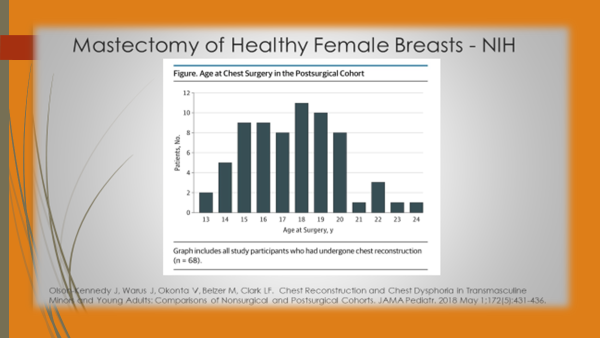 Mastectomy of Healthy Female Breasts - NIH
Figure. Age at Chest Surgery in the Postsurgical Cohort
12
10
8
6
4
2
0
Patients, No.
13 14 15 16 17 18 19 20 21 22 23 24
Age at Surgery, y
Graph includes all study participants who had undergone chest reconstruction
(n = 68).
Olson-Kennedy J, Warus J, Okonta V, Belzer M, Clark LF. Chest Reconstruction and Chest Dysphoria in Transmasculine
Minors and Young Adults: Comparisons of Nonsurgical and Postsurgical Cohorts. JAMA Pediatr. 2018 May 1;172(5):431-436.